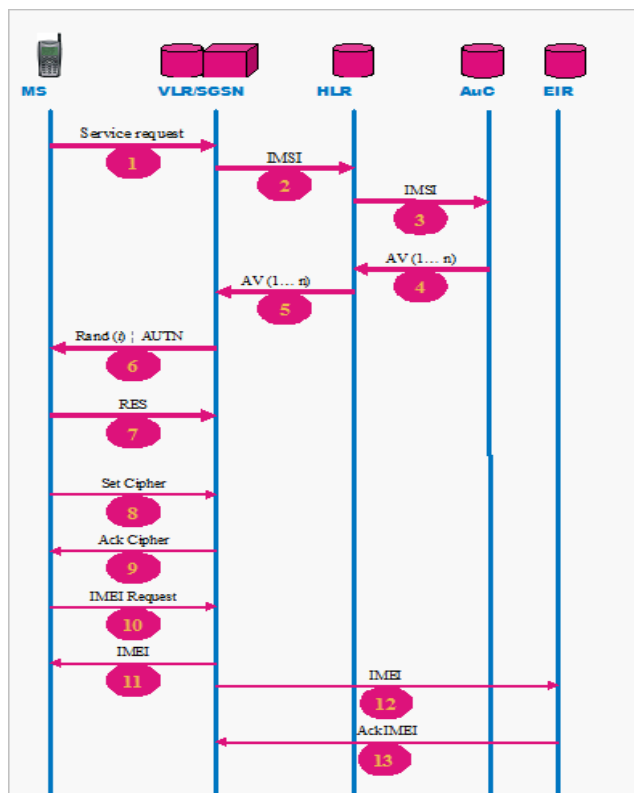 MS VLR/SGSN HLR AuC EIR
Service request
1
IMSI
2
IMSI
3
AV (1... n)
4
AV (1... n)
5
Rand (i) ¦ AUTN
6
RES
7
Set Cipher
8
Ack Cipher
9
IMEI Request
10
IMEI
11
IMEI
12
Ack IMEI
13